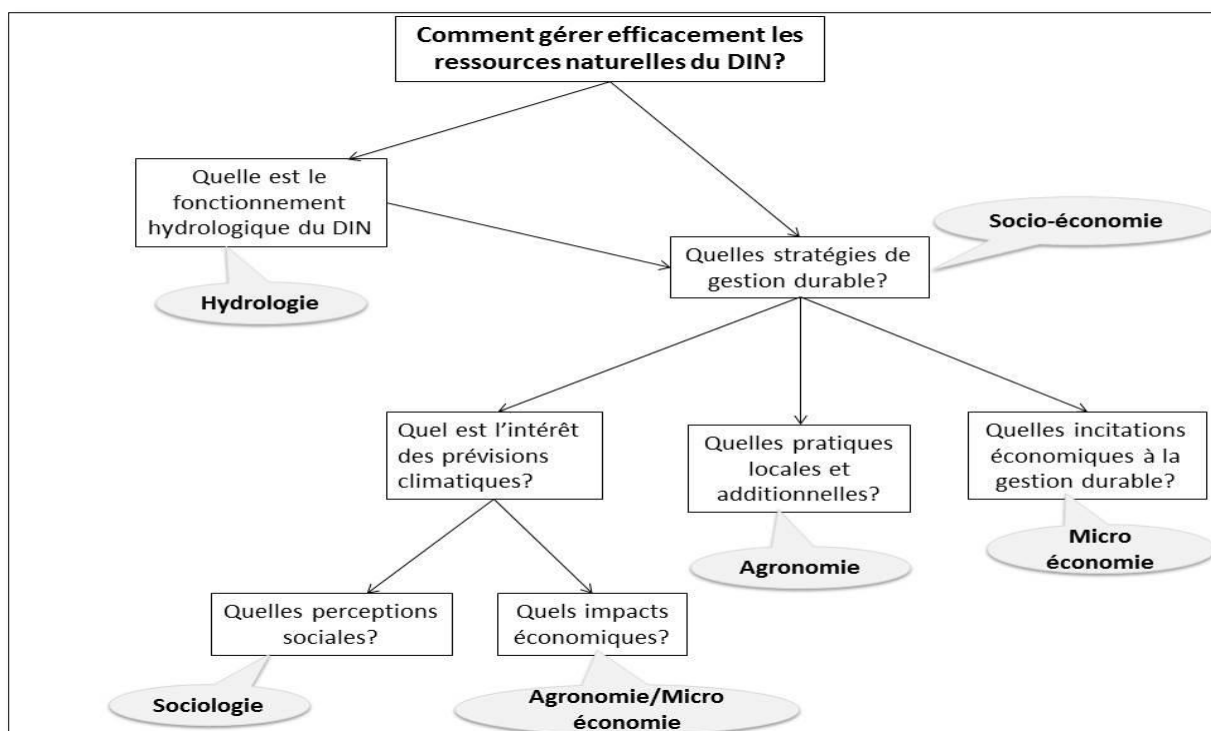 Comment gérer efficacement les
ressources naturelles du DIN?
Quelle est le
fonctionnement
hydrologique du DIN
Socio-économie
Quelles stratégies de
gestion durable?
Hydrologie
Quel est l’intérêt
des prévisions
climatiques?
Quelles pratiques
locales et
additionnelles?
Quelles incitations
économiques à la
gestion durable?
Agronomie
Micro
économie
Quelles perceptions
sociales?
Quels impacts
économiques?
Sociologie
Agronomie/Micro
économie